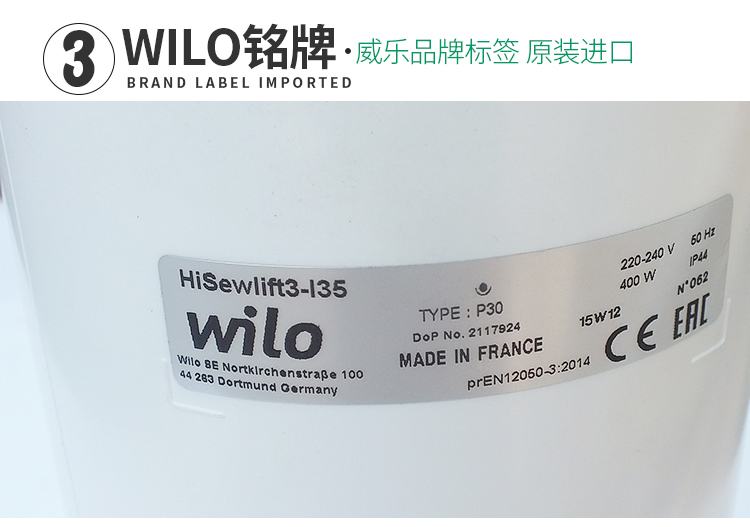 3
WILO铭牌·威乐品牌标签 原装进口
BRAND LABEL IMPORTED
HiSewlift3-I35
wilo
Wilo SE Nortkirchenstraße 100
44 263 Dortmund Germany
TYPE : P30
DoP No. 2117924
MADE IN FRANCE
prEN12050-3:2014
220-240 V 50 Hz
400 W IP44
N°062
15W12
CE EAC